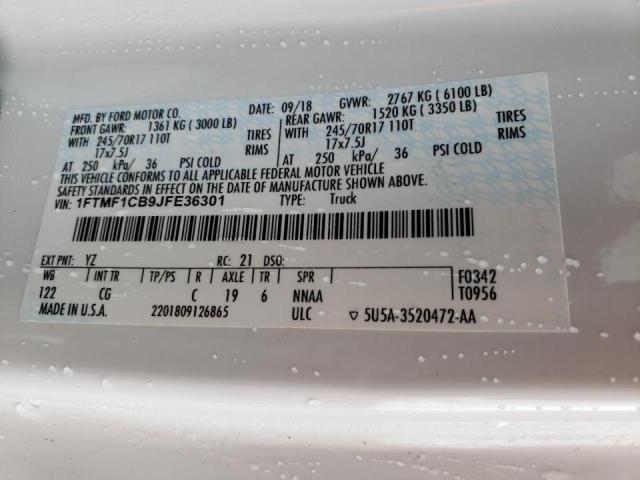 MFD. BY FORD MOTOR CO.
DATE: 09/18 GVWR: 2767 KG ( 6100 LB)
FRONT GAWR: 1361 KG ( 3000 LB)
REAR GAWR: 1520 KG ( 3350 LB)
WITH 245/70R17 110T TIRES
WITH 245/70R17 110T TIRES
17x7.5J RIMS
17x7.5J RIMS
AT 250 kPa/ 36 PSI COLD
AT 250 kPa/ 36 PSI COLD
THIS VEHICLE CONFORMS TO ALL APPLICABLE FEDERAL MOTOR VEHICLE
SAFETY STANDARDS IN EFFECT ON THE DATE OF MANUFACTURE SHOWN ABOVE.
VIN: 1FTMF1CB9JFE36301 TYPE: Truck
EXT PNT: YZ RC: 21 DSO:
WB INT TR TP/PS R AXLE TR SPR F0342
122 CG C 19 6 NNAA T0956
MADE IN U.S.A. 2201809126865 ULC ▽ 5U5A-3520472-AA